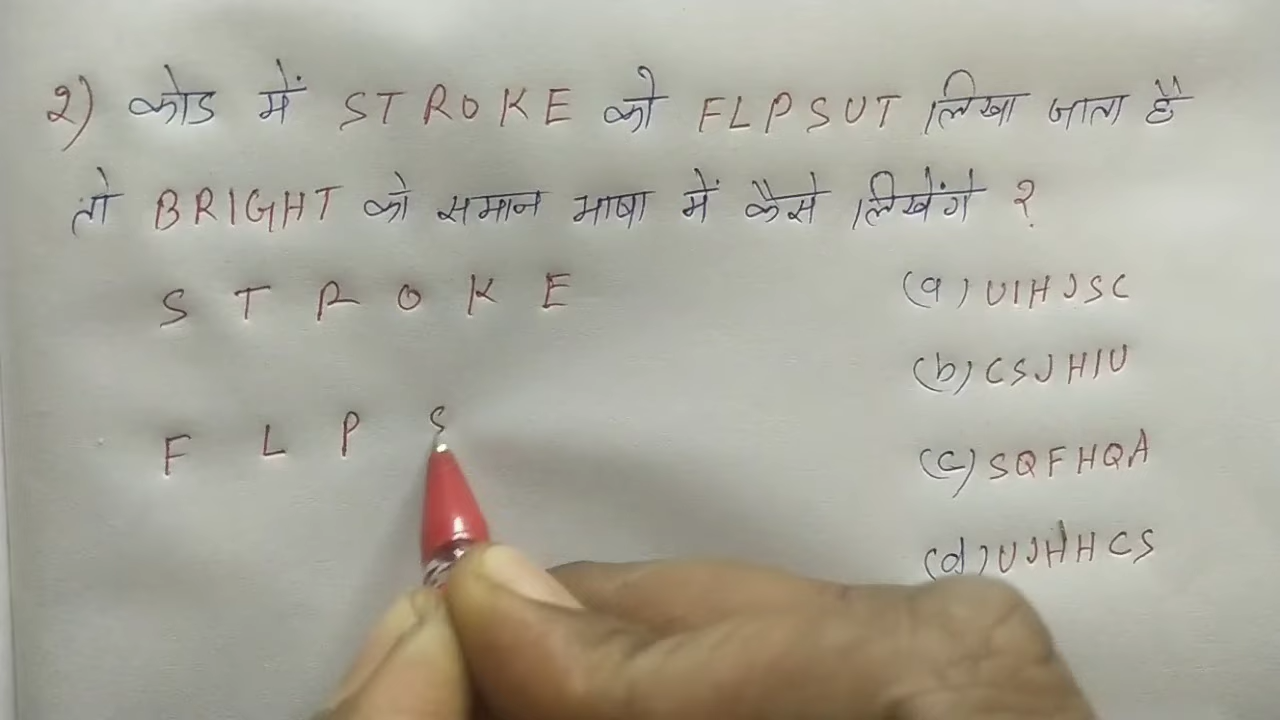 2) कोड में STROKE को FLPSUT लिखा जाता है
तो BRIGHT को समान भाषा में कैसे लिखेंगे ?
S T R O K E
(a) UIHJSC
(b) CSJHIU
F L P S
(c) SQFHQA
(d) UJHHCS